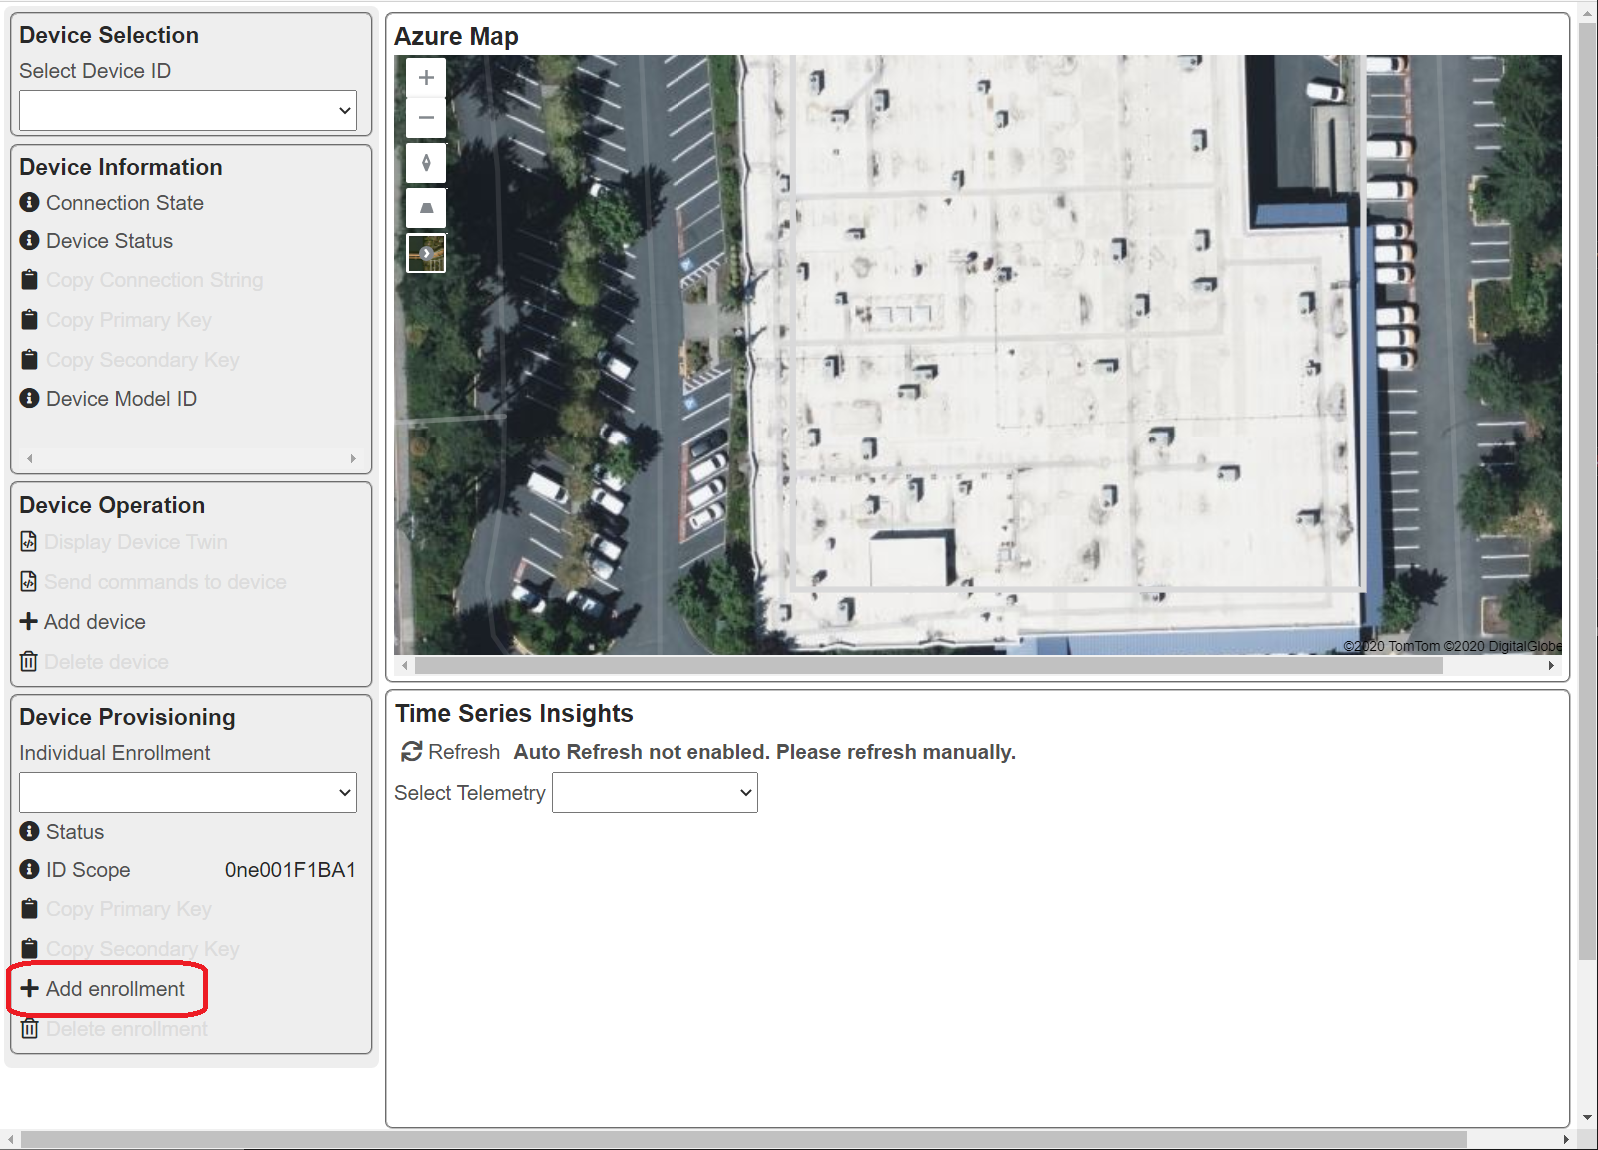 Device Selection
Select Device ID
Device Information
Connection State
Device Status
Copy Connection String
Copy Primary Key
Copy Secondary Key
Device Model ID
Device Operation
Display Device Twin
Send commands to device
Add device
Delete device
Device Provisioning
Individual Enrollment
Status
ID Scope 0ne001F1BA1
Copy Primary Key
Copy Secondary Key
Add enrollment
Delete enrollment
Azure Map
©2020 TomTom ©2020 DigitalGlobe
Time Series Insights
Refresh Auto Refresh not enabled. Please refresh manually.
Select Telemetry